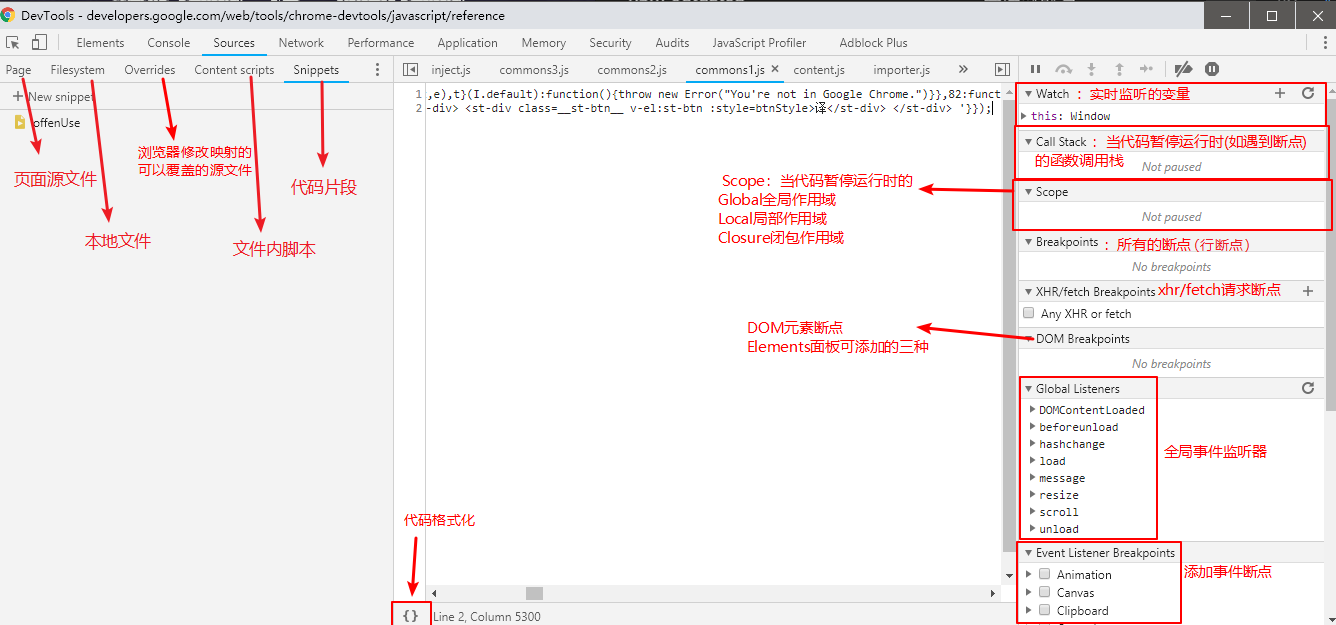 DevTools - developers.google.com/web/tools/chrome-devtools/javascript/reference
Elements Console Sources Network Performance Application Memory Security Audits JavaScript Profiler Adblock Plus
Page Filesystem Overrides Content scripts Snippets
inject.js commons3.js commons2.js commons1.js × content.js importer.js »
+ New snippet
offenUse
页面源文件
本地文件
浏览器修改映射的
可以覆盖的源文件
文件内脚本
代码片段
1 ,e),t}(I.default):function(){throw new Error("You're not in Google Chrome.")}},82:funct
2 -div> <st-div class=__st-btn__ v-el:st-btn :style=btnStyle>译</st-div> </st-div> '}});
Scope：当代码暂停运行时的
Global全局作用域
Local局部作用域
Closure闭包作用域
DOM元素断点
Elements面板可添加的三种
代码格式化
{} Line 2, Column 5300
Watch ：实时监听的变量
this: Window
Call Stack ：当代码暂停运行时(如遇到断点)
的函数调用栈
Not paused
Scope
Not paused
Breakpoints ：所有的断点（行断点）
No breakpoints
XHR/fetch Breakpoints xhr/fetch请求断点
Any XHR or fetch
DOM Breakpoints
No breakpoints
Global Listeners
DOMContentLoaded
beforeunload
hashchange
load
message
resize
scroll
unload
全局事件监听器
Event Listener Breakpoints
添加事件断点
Animation
Canvas
Clipboard